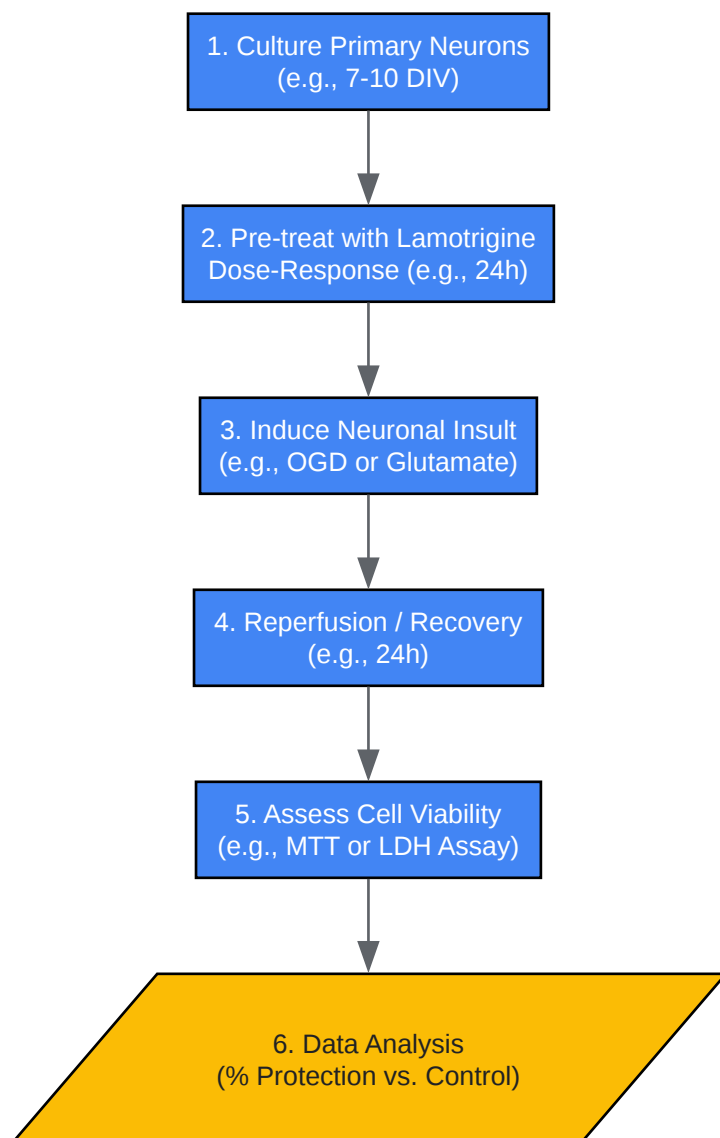 1. Culture Primary Neurons
(e.g., 7-10 DIV)
2. Pre-treat with Lamotrigine
Dose-Response (e.g., 24h)
3. Induce Neuronal Insult
(e.g., OGD or Glutamate)
4. Reperfusion / Recovery
(e.g., 24h)
5. Assess Cell Viability
(e.g., MTT or LDH Assay)
6. Data Analysis
(% Protection vs. Control)